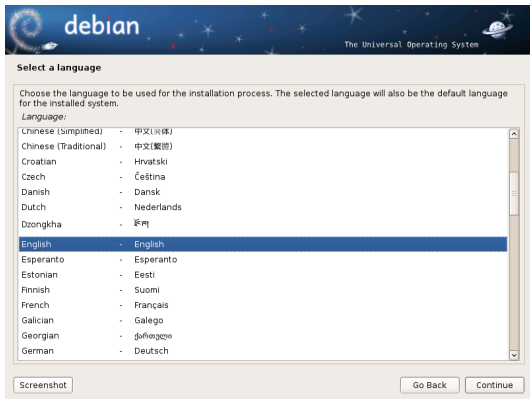 debian
The Universal Operating System
Select a language
Choose the language to be used for the installation process. The selected language will also be the default language
for the installed system.
Language:
Chinese (Simplified) - 中文(简体)
Chinese (Traditional) - 中文(繁體)
Croatian - Hrvatski
Czech - Čeština
Danish - Dansk
Dutch - Nederlands
Dzongkha - རྫོང་ཁ།
English - English
Esperanto - Esperanto
Estonian - Eesti
Finnish - Suomi
French - Français
Galician - Galego
Georgian - ქართული
German - Deutsch
Screenshot Go Back Continue